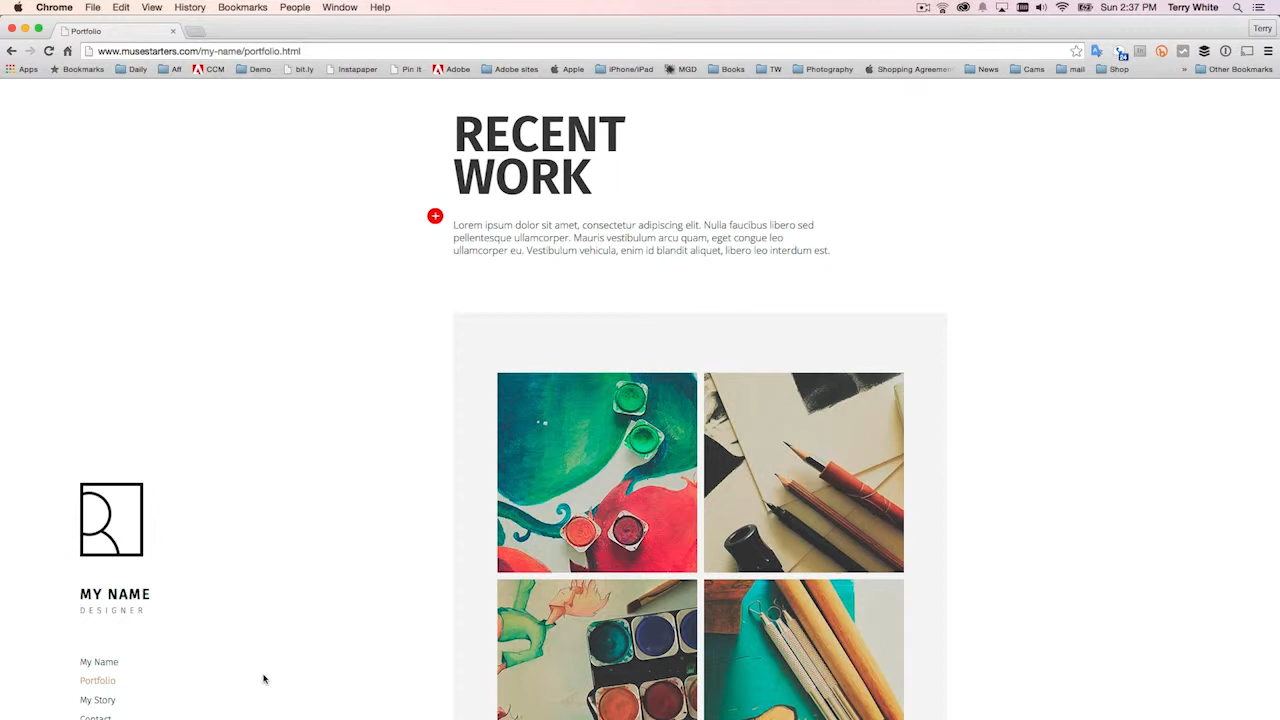 Chrome File Edit View History Bookmarks People Window Help
Sun 2:37 PM Terry White
Portfolio
Terry
www.musestarters.com/my-name/portfolio.html
24
Apps Bookmarks Daily Aff CCM Demo bit.ly Instapaper Pin It Adobe Adobe sites Apple iPhone/iPad MGD Books TW Photography Shopping Agreemen News Cams mail Shop » Other Bookmarks
RECENT
WORK
Lorem ipsum dolor sit amet, consectetur adipiscing elit. Nulla faucibus libero sed
pellentesque ullamcorper. Mauris vestibulum arcu quam, eget congue leo
ullamcorper eu. Vestibulum vehicula, enim id blandit aliquet, libero leo interdum est.
MY NAME
DESIGNER
My Name
Portfolio
My Story
Contact